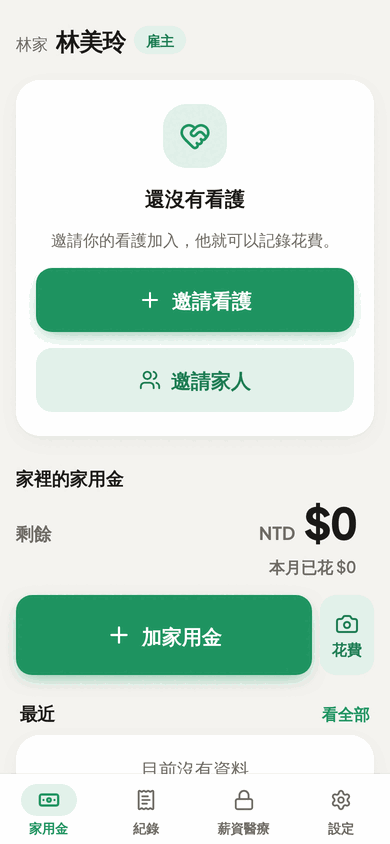 林家 林美玲 雇主
還沒有看護
邀請你的看護加入，他就可以記錄花費。
邀請看護
邀請家人
家裡的家用金
剩餘 NTD $0
本月已花 $0
加家用金
花費
最近 看全部
目前沒有資料
家用金 紀錄 薪資醫療 設定